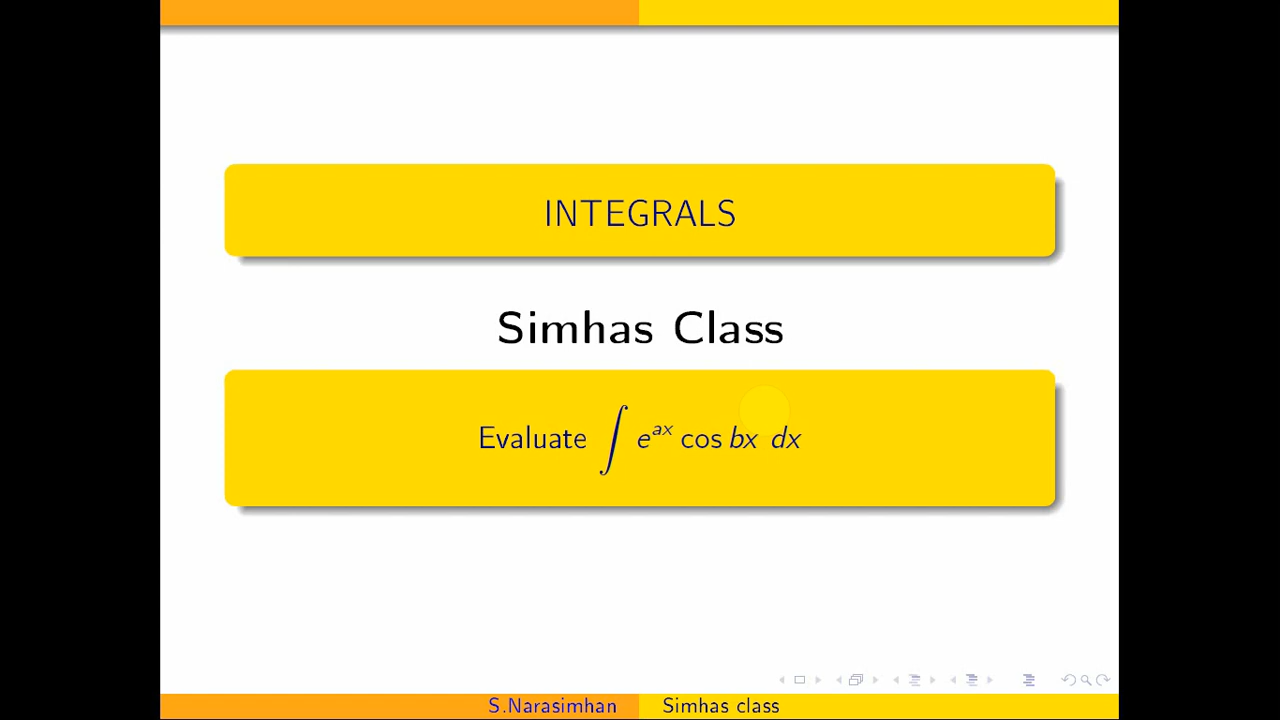 INTEGRALS
Simhas Class
Evaluate ∫ e^{ax} cos bx dx
S.Narasimhan
Simhas class